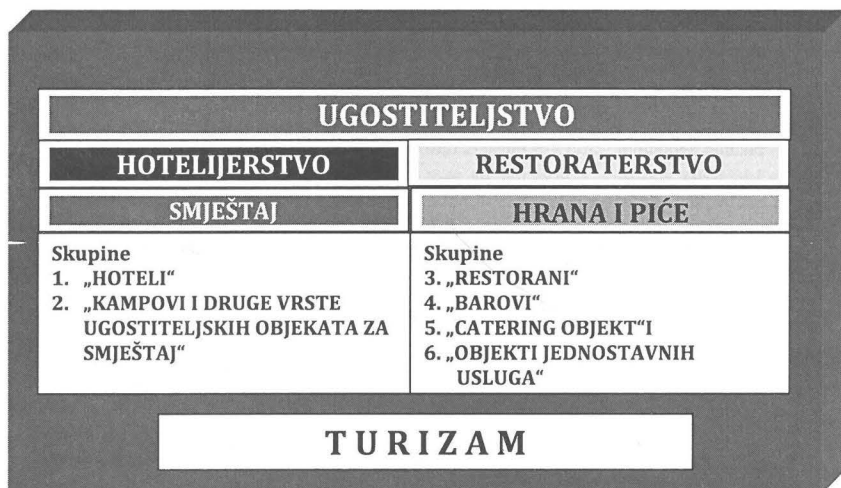 UGOSTITELJSTVO
HOTELIJERSTVO
RESTORATERSTVO
SMJEŠTAJ
HRANA I PIĆE
Skupine
1. „HOTELI“
2. „KAMPOVI I DRUGE VRSTE
UGOSTITELJSKIH OBJEKATA ZA
SMJEŠTAJ“
Skupine
3. „RESTORANI“
4. „BAROVI“
5. „CATERING OBJEKT“I
6. „OBJEKTI JEDNOSTAVNIH
USLUGA“
TURIZAM